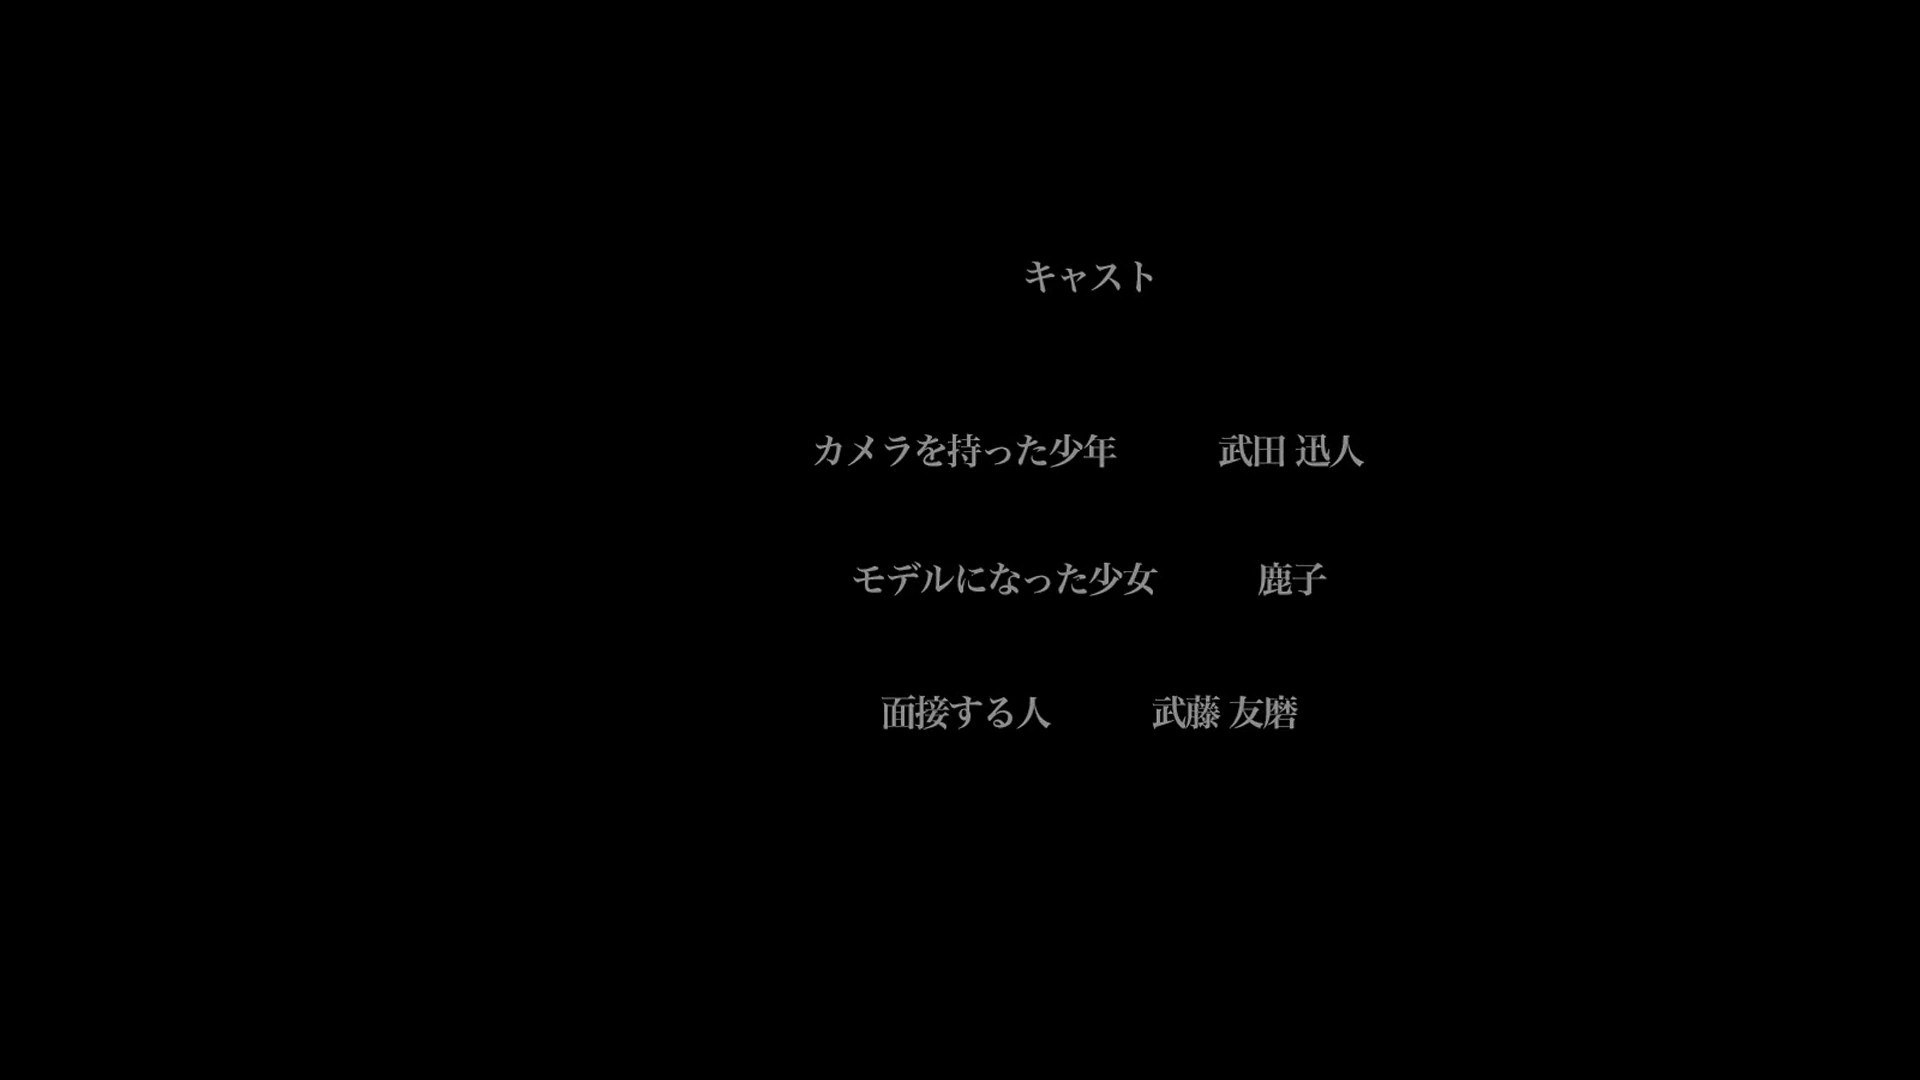 キャスト
カメラを持った少年 武田 迅人
モデルになった少女 鹿子
面接する人 武藤 友磨